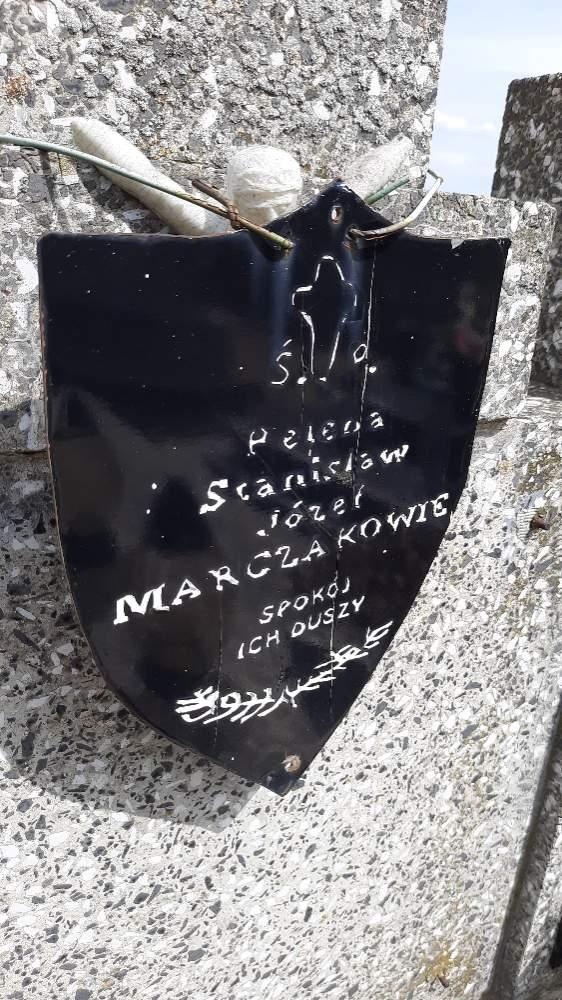 Ś. P.
Helena
Stanisław
Józef
MARCZAKOWIE
SPOKÓJ
ICH DUSZY